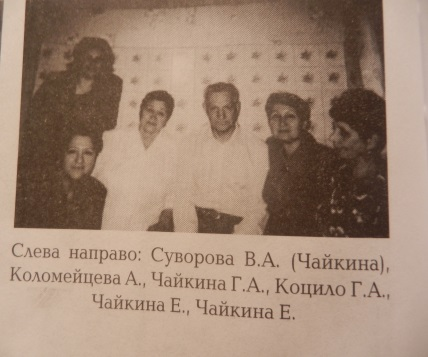 Слева направо: Суворова В.А. (Чайкина),
Коломейцева А., Чайкина Г.А., Коцило Г.А.,
Чайкина Е., Чайкина Е.